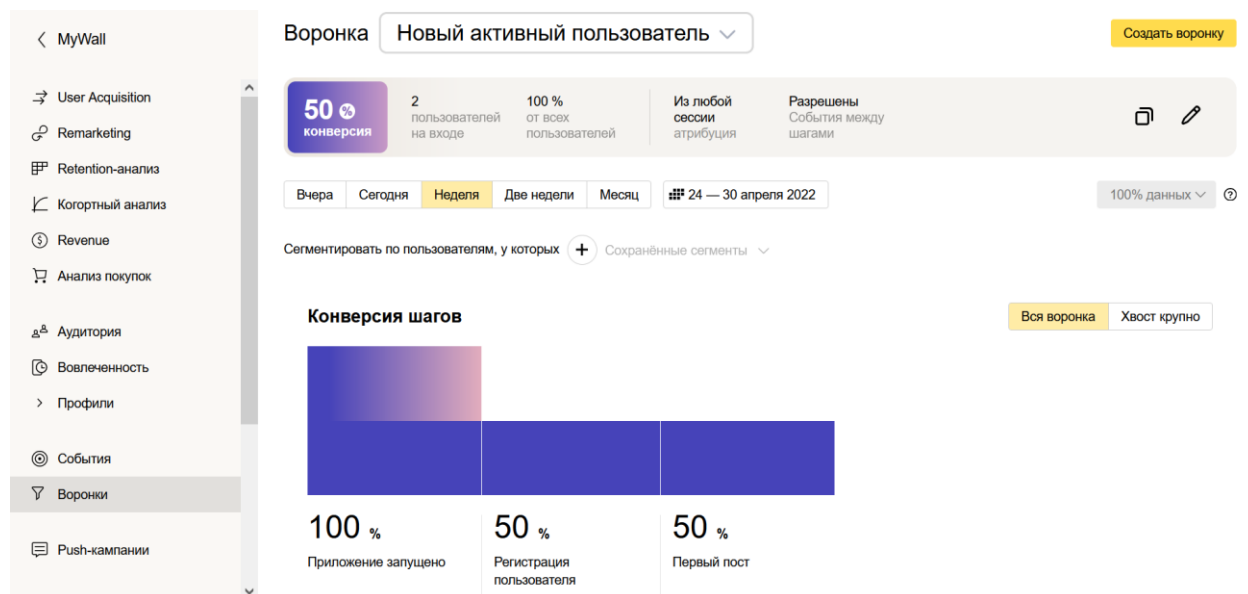 MyWall
User Acquisition
Remarketing
Retention-анализ
Когортный анализ
Revenue
Анализ покупок
Аудитория
Вовлеченность
Профили
События
Воронки
Push-кампании
Воронка
Новый активный пользователь
Создать воронку
50 %
конверсия
2
пользователей
на входе
100 %
от всех
пользователей
Из любой
сессии
атрибуция
Разрешены
События между
шагами
Вчера Сегодня Неделя Две недели Месяц 24 — 30 апреля 2022 100% данных ?
Сегментировать по пользователям, у которых + Сохранённые сегменты
Конверсия шагов
Вся воронка Хвост крупно
100 %
Приложение запущено
50 %
Регистрация
пользователя
50 %
Первый пост